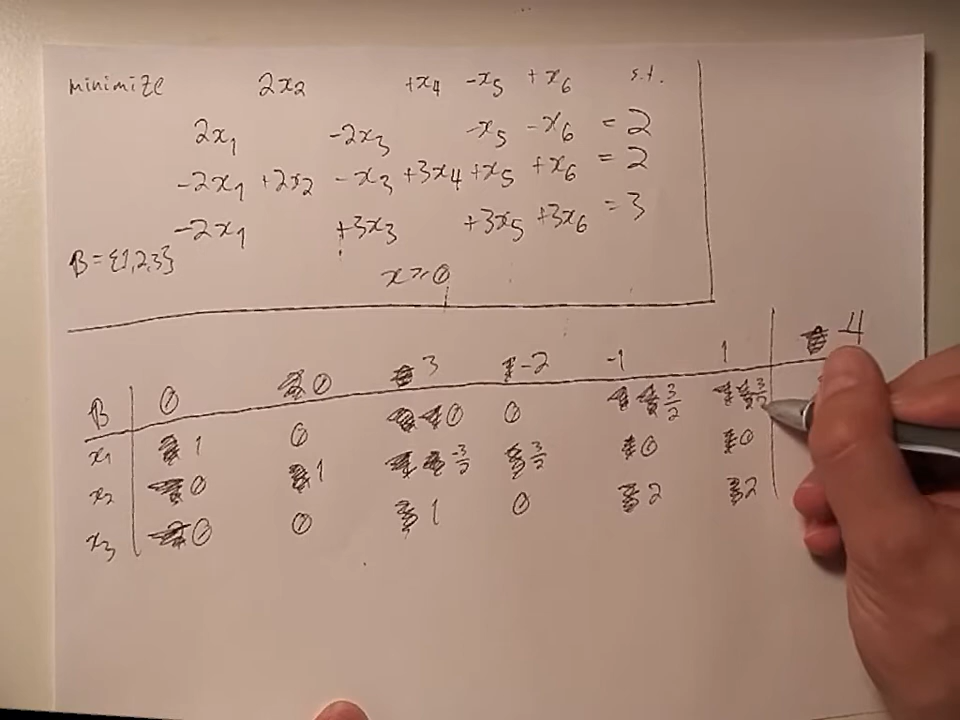 minimize 2x2 +x4 -x5 +x6 s.t.
2x1 -2x3 -x5 -x6 = 2
-2x1 +2x2 -x3 +3x4 +x5 +x6 = 2
-2x1 +3x3 +3x5 +3x6 = 3
B = {1,2,3}
x ≥ 0
B 0 0 3 -2 -1 1 -4
x1 1 0 0 0 3/2 3/2
x2 0 1 -3/2 3/2 0 0
x3 0 0 1 0 2 2